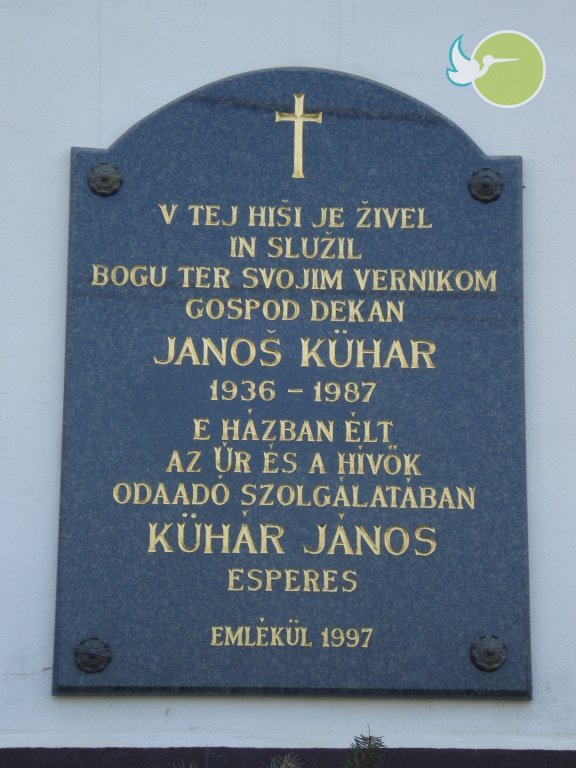 V TEJ HIŠI JE ŽIVEL
IN SLUŽIL
BOGU TER SVOJIM VERNIKOM
GOSPOD DEKAN
JANOŠ KÜHAR
1936 – 1987
E HÁZBAN ÉLT
AZ ÚR ÉS A HÍVŐK
ODAADÓ SZOLGÁLATÁBAN
KÜHÁR JÁNOS
ESPERES
EMLÉKÜL 1997